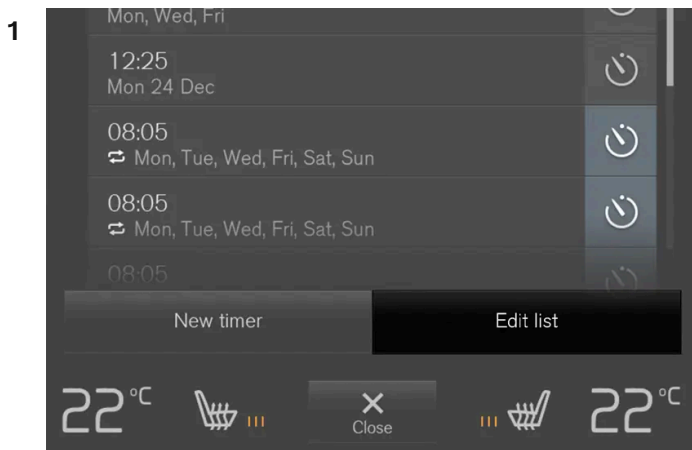 1
Mon, Wed, Fri
12:25
Mon 24 Dec
08:05
Mon, Tue, Wed, Fri, Sat, Sun
08:05
Mon, Tue, Wed, Fri, Sat, Sun
08:05
New timer
Edit list
22°C
Close
22°C